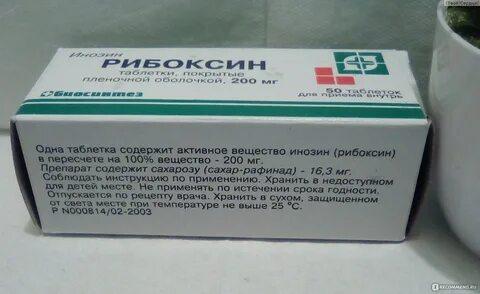 Инозин
РИБОКСИН
таблетки, покрытые
пленочной оболочкой, 200 мг
Биосинтез
50 таблеток
для приема внутрь
Одна таблетка содержит активное вещество инозин (рибоксин)
в пересчете на 100% вещество - 200 мг.
Препарат содержит сахарозу (сахар-рафинад) - 16,3 мг.
Соблюдать инструкцию по применению. Хранить в недоступном
для детей месте. Не применять по истечении срока годности.
Отпускается по рецепту врача. Хранить в сухом, защищенном
от света месте при температуре не выше 25 °С.
Р N000814/02-2003
IRECOMMEND.RU